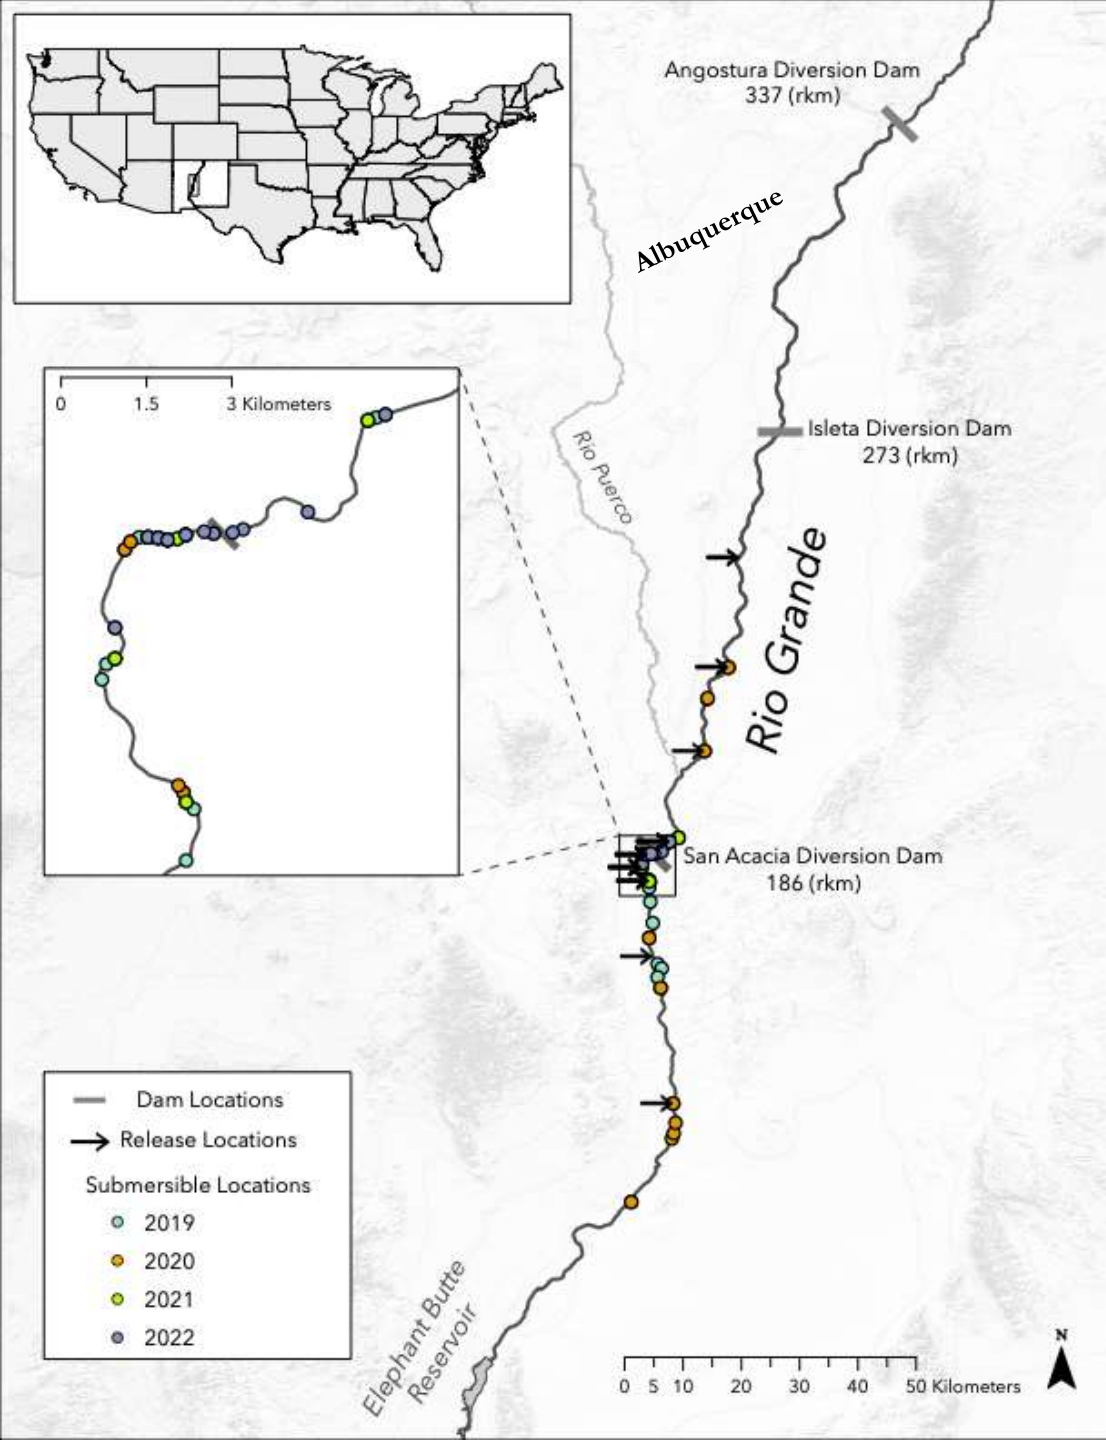 Angostura Diversion Dam
337 (rkm)
Albuquerque
0 1.5 3 Kilometers
Rio Puerco
Isleta Diversion Dam
273 (rkm)
Rio Grande
San Acacia Diversion Dam
186 (rkm)
Dam Locations
Release Locations
Submersible Locations
2019
2020
2021
2022
Elephant Butte
Reservoir
N
0 5 10 20 30 40 50 Kilometers